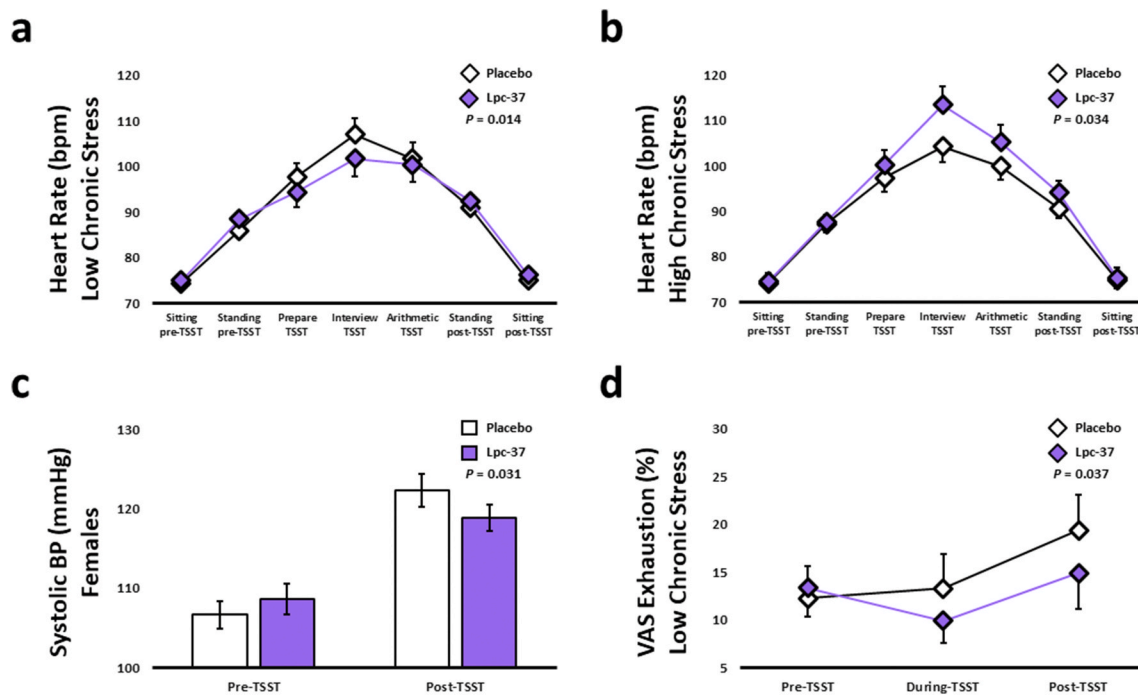 a
Heart Rate (bpm)
Low Chronic Stress
120
110
100
90
80
70
Placebo
Lpc-37
P = 0.014
Sitting pre-TSST
Standing pre-TSST
Prepare TSST
Interview TSST
Arithmetic TSST
Standing post-TSST
Sitting post-TSST
b
Heart Rate (bpm)
High Chronic Stress
120
110
100
90
80
70
Placebo
Lpc-37
P = 0.034
Sitting pre-TSST
Standing pre-TSST
Prepare TSST
Interview TSST
Arithmetic TSST
Standing post-TSST
Sitting post-TSST
c
Systolic BP (mmHg)
Females
130
120
110
100
Placebo
Lpc-37
P = 0.031
Pre-TSST
Post-TSST
d
VAS Exhaustion (%)
Low Chronic Stress
30
25
20
15
10
5
Placebo
Lpc-37
P = 0.037
Pre-TSST
During-TSST
Post-TSST